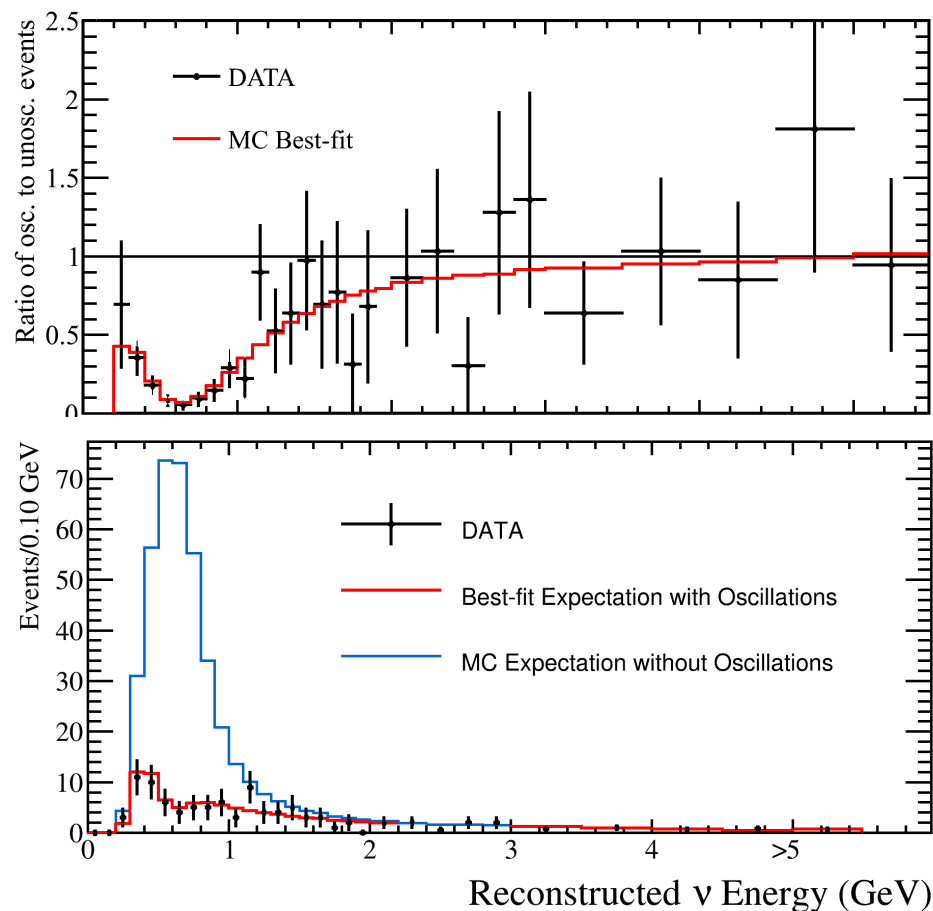 Ratio of osc. to unosc. events
2.5
2
1.5
1
0.5
0
DATA
MC Best-fit
Events/0.10 GeV
70
60
50
40
30
20
10
0
DATA
Best-fit Expectation with Oscillations
MC Expectation without Oscillations
0 1 2 3 4 >5
Reconstructed ν Energy (GeV)